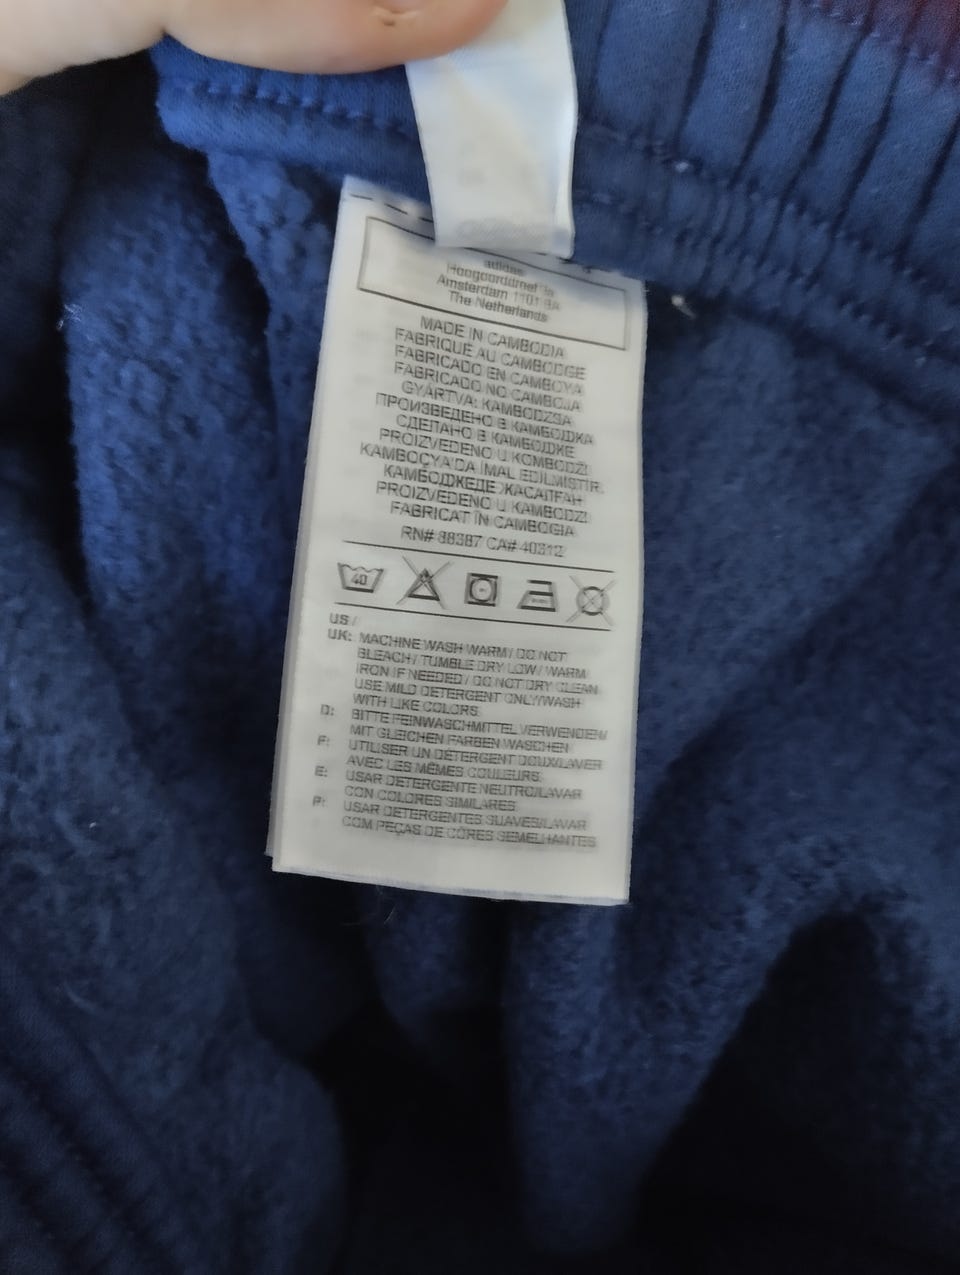 adidas
Hoogoorddreef 9a
Amsterdam 1101 BA
The Netherlands
MADE IN CAMBODIA
FABRIQUÉ AU CAMBODGE
FABRICADO EN CAMBOYA
FABRICADO NO CAMBOJA
GYÁRTVA: KAMBODZSA
ПРОИЗВЕДЕНО В КАМБОДЖА
СДЕЛАНО В КАМБОДЖЕ
PROIZVEDENO U KOMBODŽI
KAMBOÇYA'DA İMAL EDİLMİŞTİR.
КАМБОДЖЕДЕ ЖАСАЛҒАН
PROIZVEDENO U KAMBODZI
FABRICAT ÎN CAMBOGIA
RN# 88387 CA# 40312
40
US /
UK: MACHINE WASH WARM / DO NOT
BLEACH / TUMBLE DRY LOW / WARM
IRON IF NEEDED / DO NOT DRY CLEAN
USE MILD DETERGENT ONLY/WASH
WITH LIKE COLORS
D: BITTE FEINWASCHMITTEL VERWENDEN/
MIT GLEICHEN FARBEN WASCHEN
F: UTILISER UN DÉTERGENT DOUX/LAVER
AVEC LES MÊMES COULEURS
E: USAR DETERGENTE NEUTRO/LAVAR
CON COLORES SIMILARES
P: USAR DETERGENTES SUAVES/LAVAR
COM PEÇAS DE CÔRES SEMELHANTES